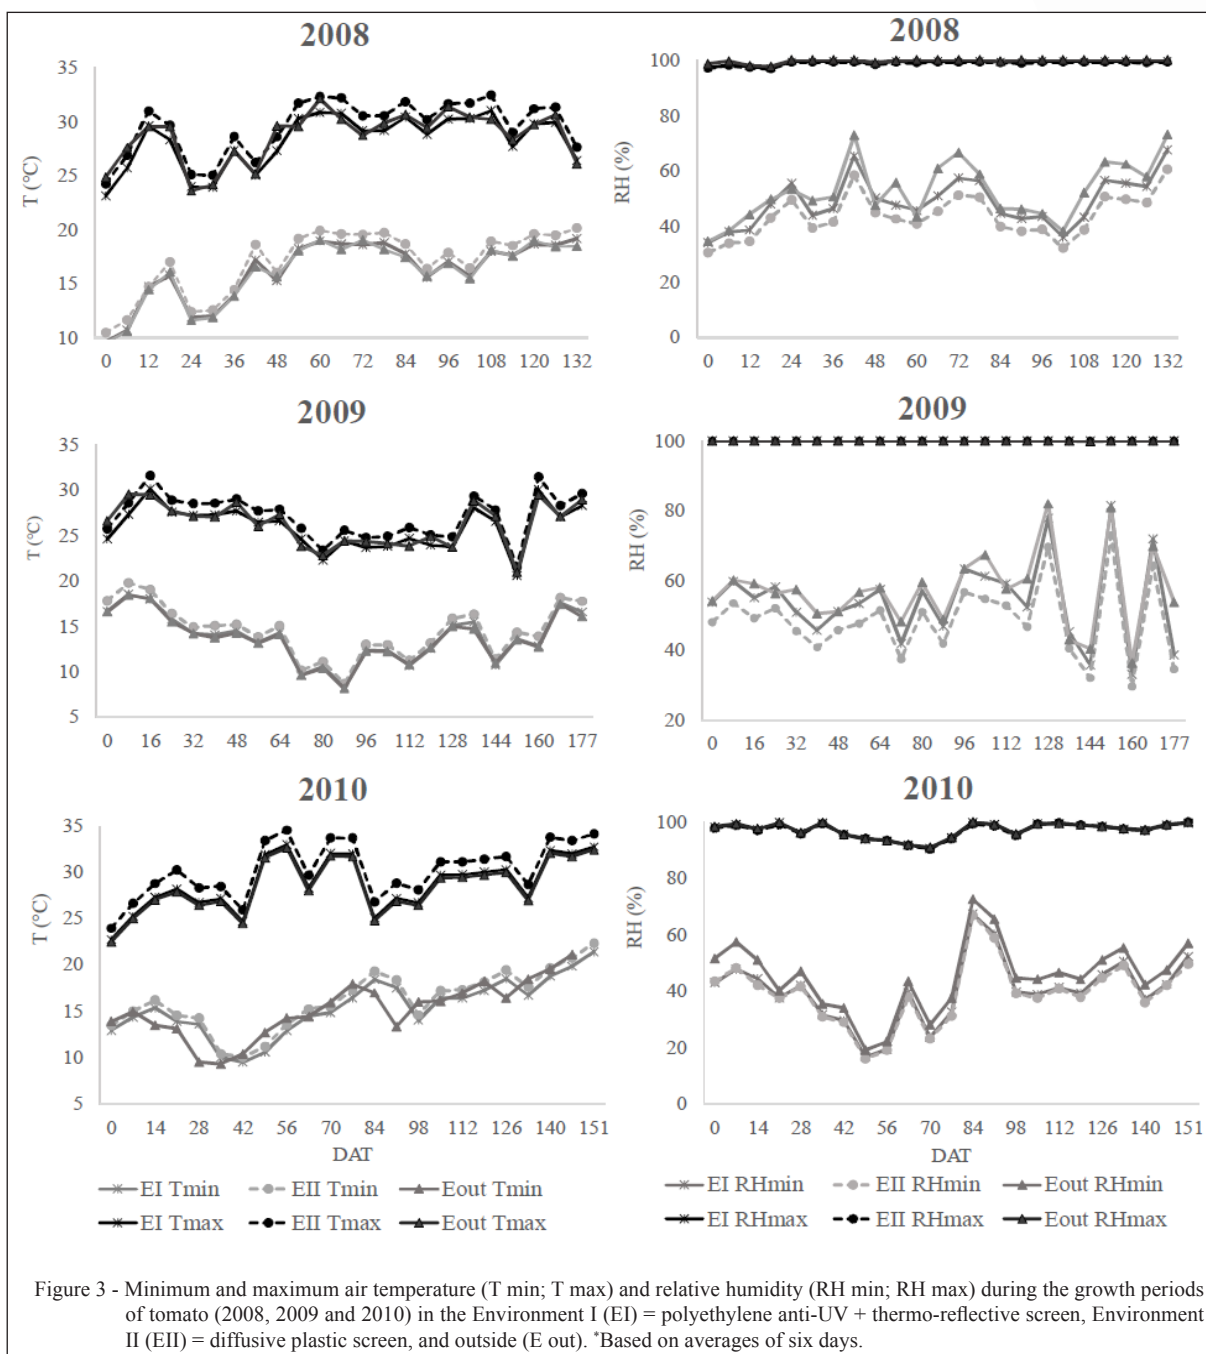 2008
35
30
25
20
15
10
T (°C)
0 12 24 36 48 60 72 84 96 108 120 132
2008
100
80
60
40
20
0
RH (%)
0 12 24 36 48 60 72 84 96 108 120 132
2009
35
30
25
20
15
10
5
T (°C)
0 16 32 48 64 80 96 112 128 144 160 177
2009
100
80
60
40
20
RH (%)
0 16 32 48 64 80 96 112 128 144 160 177
2010
35
30
25
20
15
10
5
T (°C)
0 14 28 42 56 70 84 98 112 126 140 151
DAT
EI Tmin EII Tmin Eout Tmin
EI Tmax EII Tmax Eout Tmax
2010
100
80
60
40
20
0
RH (%)
0 14 28 42 56 70 84 98 112 126 140 151
DAT
EI RHmin EII RHmin Eout RHmin
EI RHmax EII RHmax Eout RHmax
Figure 3 - Minimum and maximum air temperature (T min; T max) and relative humidity (RH min; RH max) during the growth periods
of tomato (2008, 2009 and 2010) in the Environment I (EI) = polyethylene anti-UV + thermo-reflective screen, Environment
II (EII) = diffusive plastic screen, and outside (E out). *Based on averages of six days.